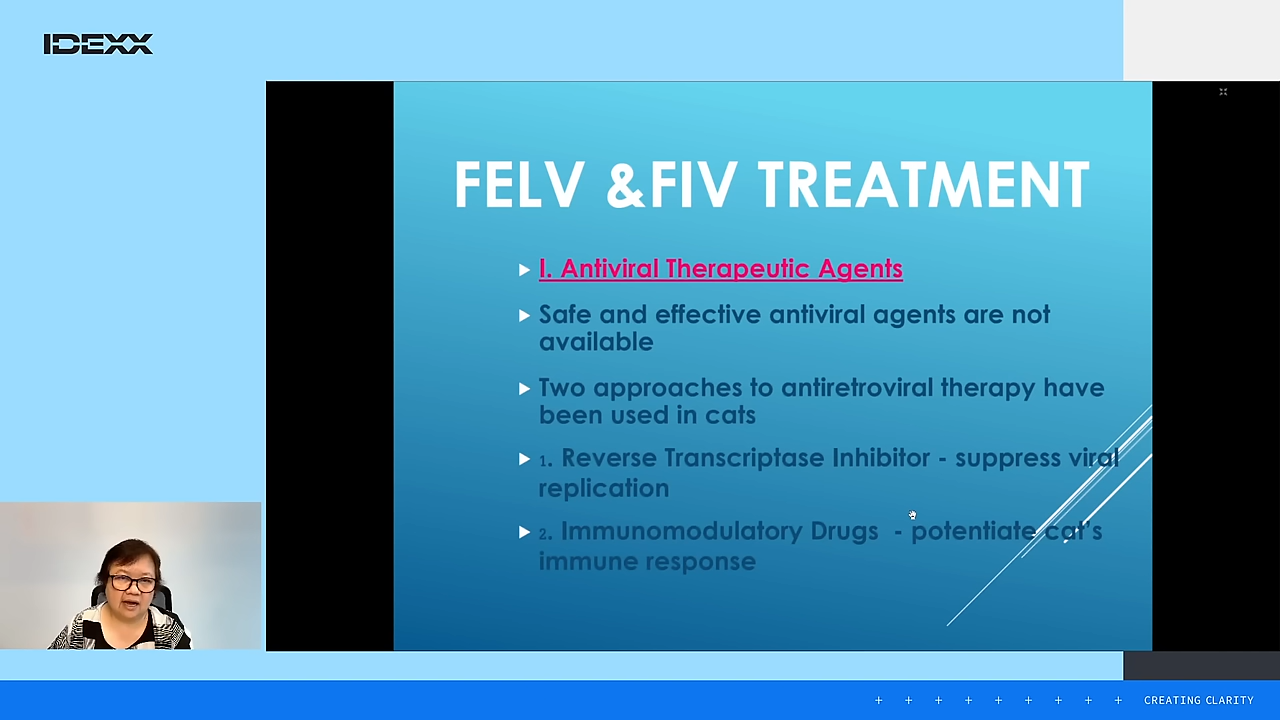 IDEXX
FELV &FIV TREATMENT
I. Antiviral Therapeutic Agents
Safe and effective antiviral agents are not
available
Two approaches to antiretroviral therapy have
been used in cats
1. Reverse Transcriptase Inhibitor - suppress viral
replication
2. Immunomodulatory Drugs - potentiate cat's
immune response
CREATING CLARITY